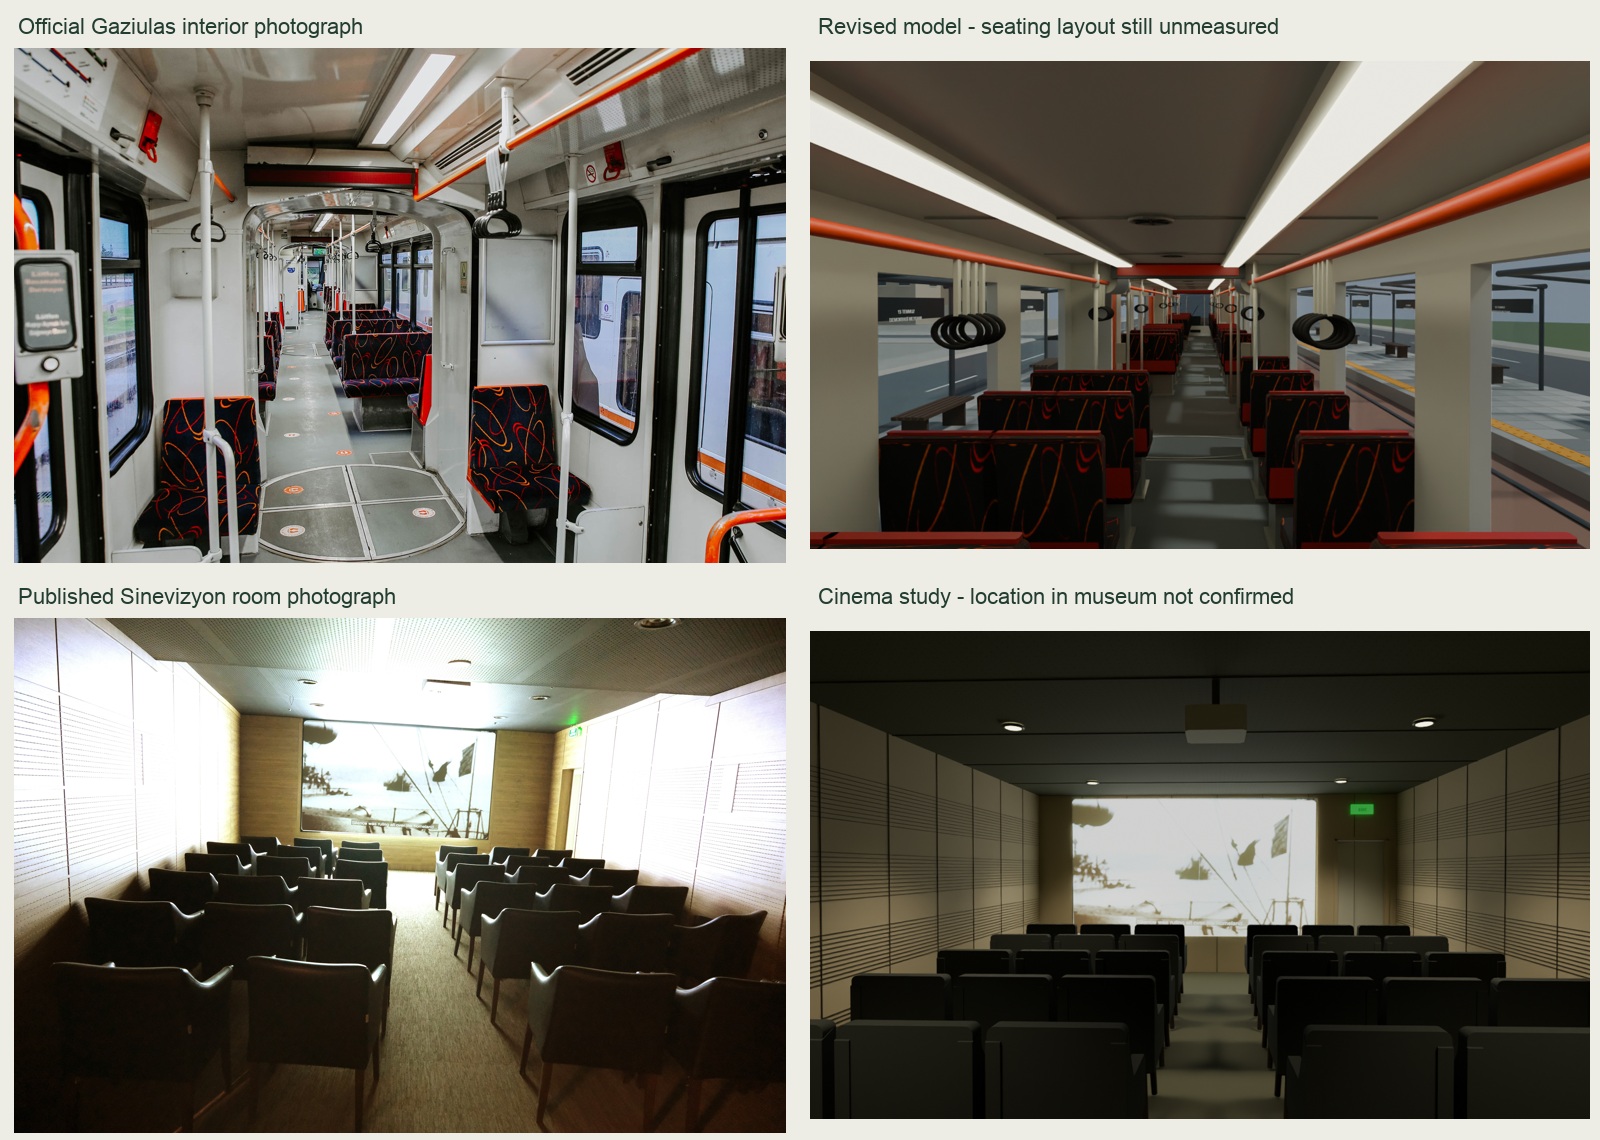 Official Gaziulas interior photograph
Revised model - seating layout still unmeasured
Published Sinevizyon room photograph
Cinema study - location in museum not confirmed